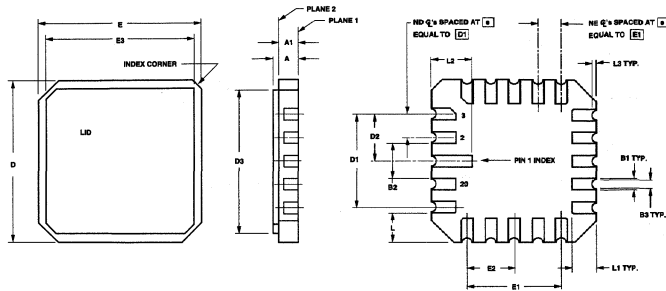 PLANE 2
PLANE 1
E
E3
A1
A
INDEX CORNER
LID
D
D3
ND ℄'s SPACED AT e
EQUAL TO D1
NE ℄'s SPACED AT e
EQUAL TO E1
L2
L3 TYP.
3
2
D2
D1
PIN 1 INDEX
B1 TYP.
B2
20
B3 TYP.
L
E2
L1 TYP.
E1